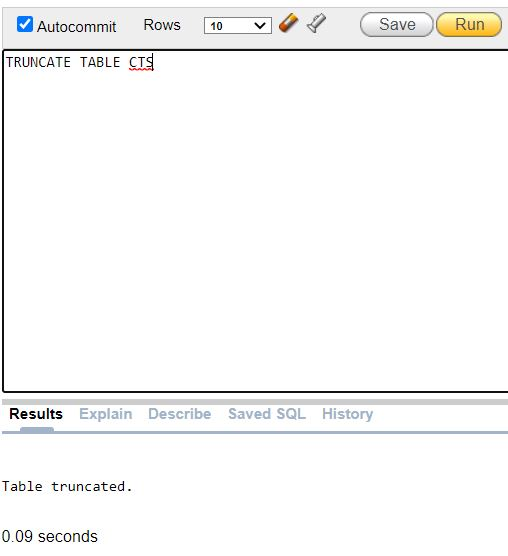 Autocommit Rows 10 Save Run
TRUNCATE TABLE CTS
Results Explain Describe Saved SQL History
Table truncated.
0.09 seconds